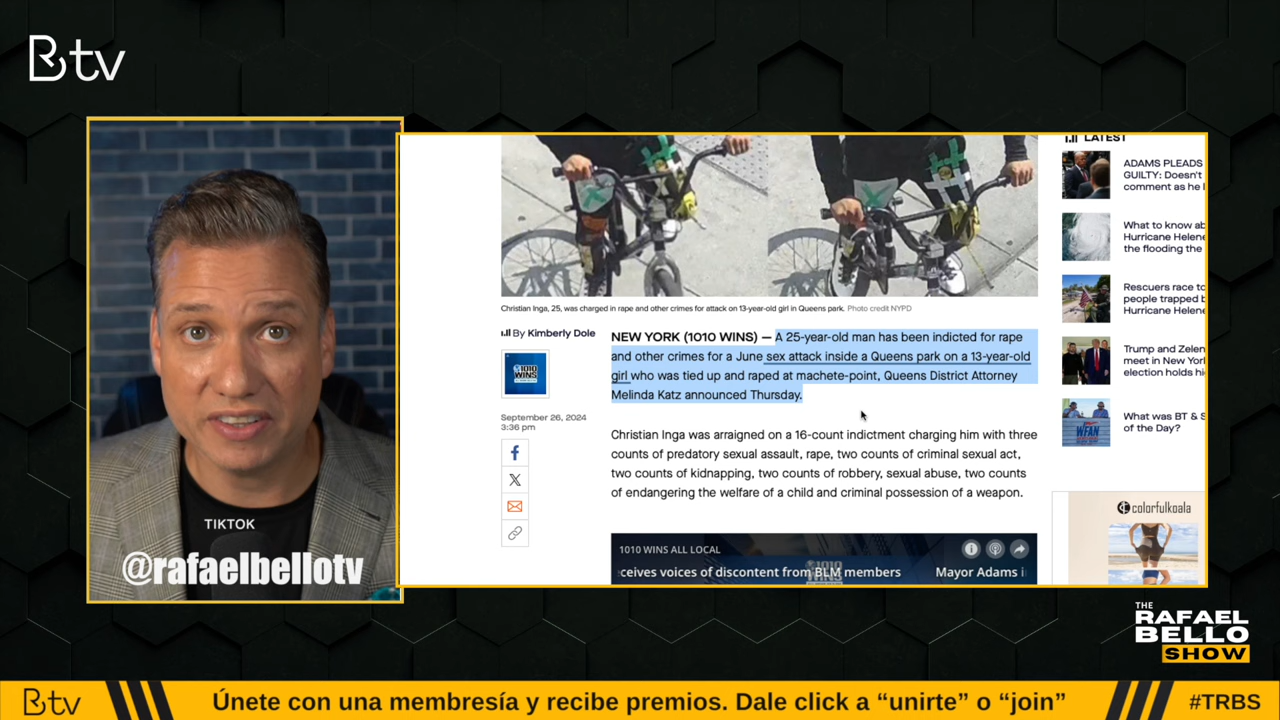 Btv
LATEST
ADAMS PLEADS
GUILTY: Doesn't
comment as he
What to know ab
Hurricane Helene
the flooding the
Rescuers race to
people trapped b
Hurricane Helene
Trump and Zelen
meet in New York
election holds hi
What was BT & S
of the Day?
Christian Inga, 25, was charged in rape and other crimes for attack on 13-year-old girl in Queens park. Photo credit NYPD
By Kimberly Dole
1010
WINS
September 26, 2024
3:36 pm
NEW YORK (1010 WINS) — A 25-year-old man has been indicted for rape
and other crimes for a June sex attack inside a Queens park on a 13-year-old
girl who was tied up and raped at machete-point, Queens District Attorney
Melinda Katz announced Thursday.
Christian Inga was arraigned on a 16-count indictment charging him with three
counts of predatory sexual assault, rape, two counts of criminal sexual act,
two counts of kidnapping, two counts of robbery, sexual abuse, two counts
of endangering the welfare of a child and criminal possession of a weapon.
1010 WINS ALL LOCAL
ceives voices of discontent from BLM members Mayor Adams i
WFAN
colorfulkoala
TIKTOK
@rafaelbellotv
THE
RAFAEL
BELLO
SHOW
Btv
Únete con una membresía y recibe premios. Dale click a “unirte” o “join”
#TRBS